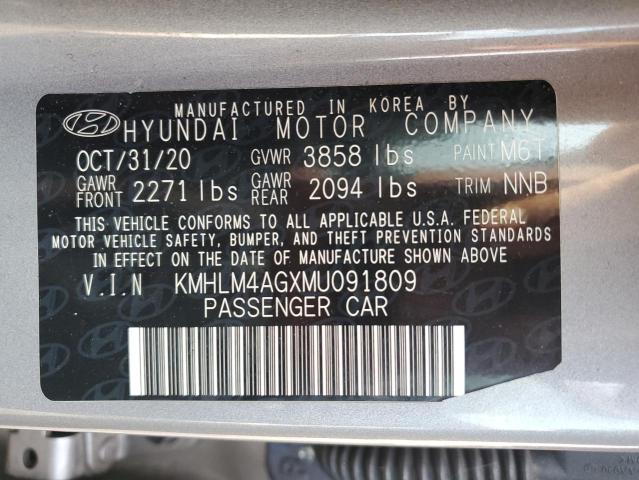 MANUFACTURED IN KOREA BY
HYUNDAI MOTOR COMPANY
OCT/31/20 GVWR 3858 lbs PAINT M6T
GAWR FRONT 2271 lbs GAWR REAR 2094 lbs TRIM NNB
THIS VEHICLE CONFORMS TO ALL APPLICABLE U.S.A. FEDERAL
MOTOR VEHICLE SAFETY, BUMPER, AND THEFT PREVENTION STANDARDS
IN EFFECT ON THE DATE OF MANUFACTURE SHOWN ABOVE
V.I.N KMHLM4AGXMU091809
PASSENGER CAR